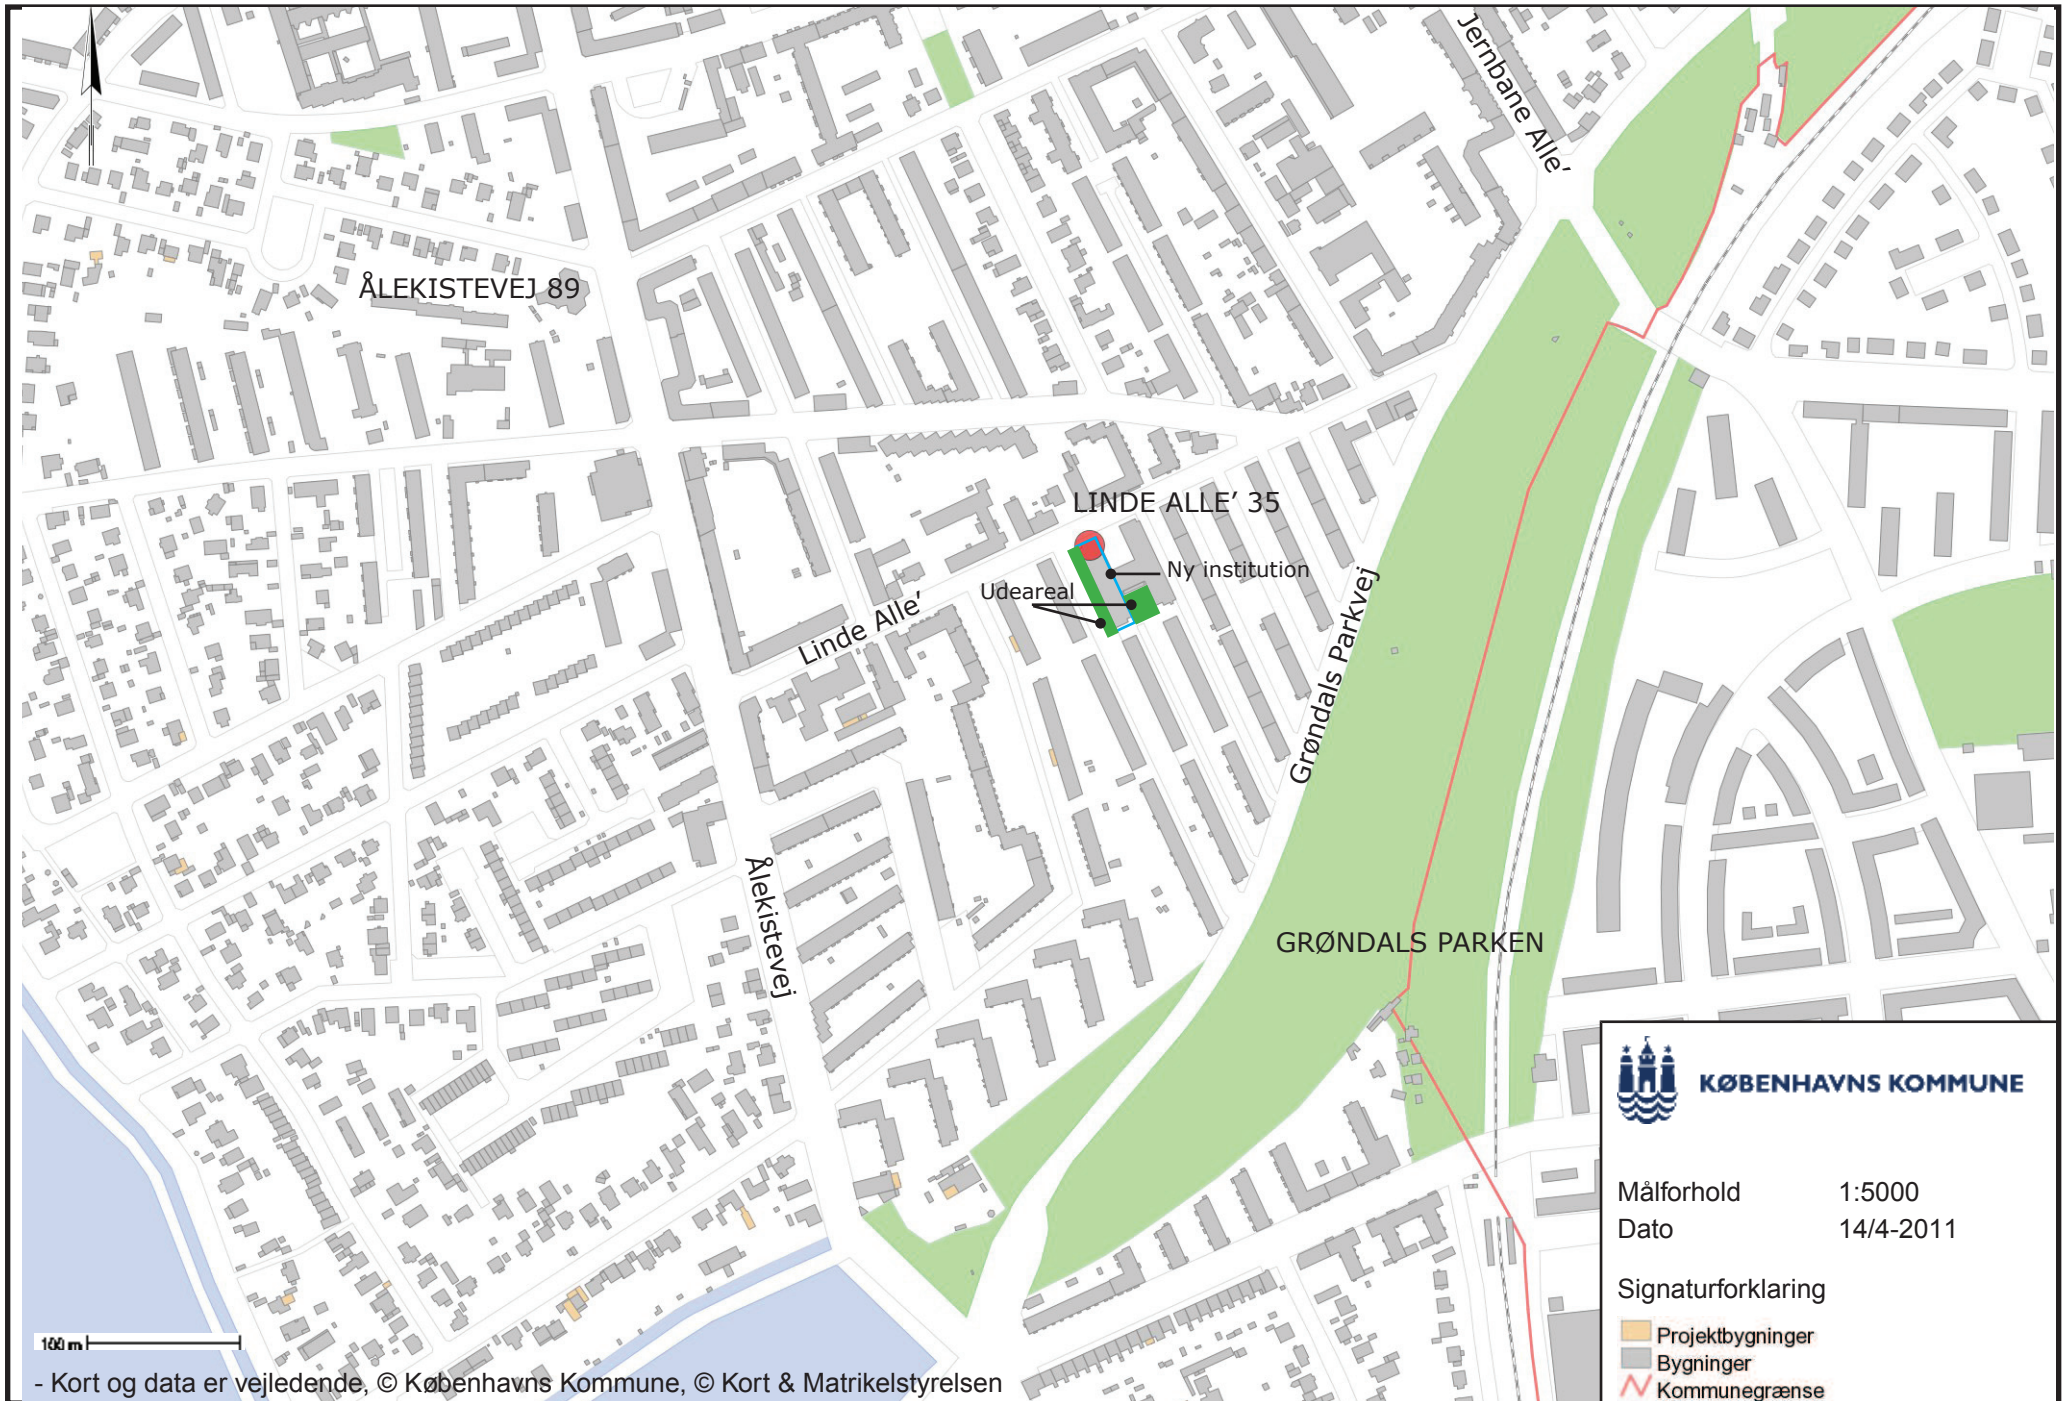 Jernbane Alle'
ÅLEKISTEVEJ 89
LINDE ALLE' 35
Ny institution
Udeareal
Linde Alle'
Grøndals Parkvej
Ålekistevej
GRØNDALS PARKEN
KØBENHAVNS KOMMUNE
Målforhold 1:5000
Dato 14/4-2011
Signaturforklaring
Projektbygninger
Bygninger
Kommunegrænse
100 m
- Kort og data er vejledende, © Københavns Kommune, © Kort & Matrikelstyrelsen